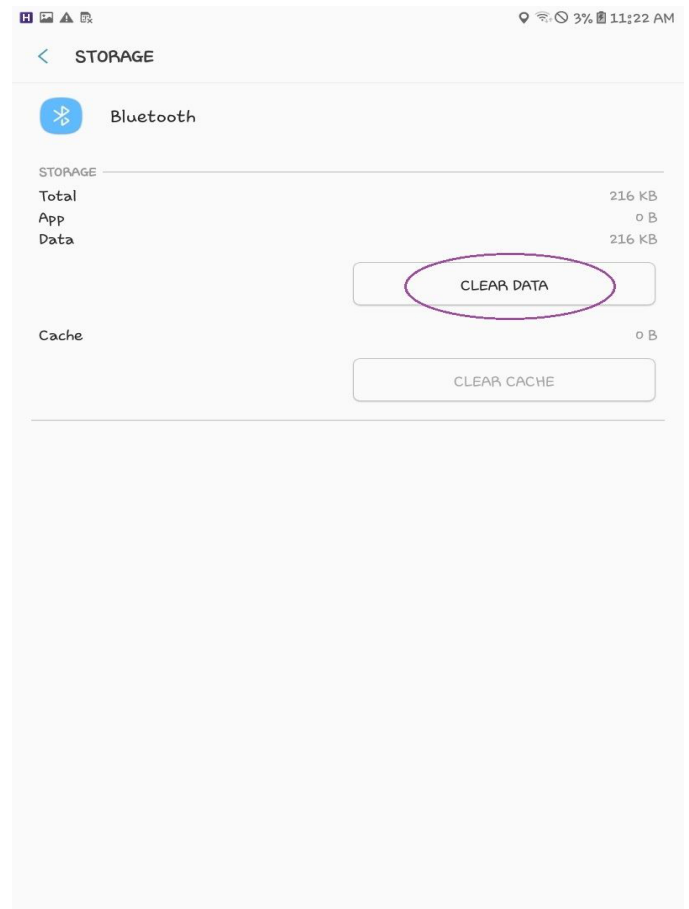 H 3% 11:22 AM
< STORAGE
Bluetooth
STORAGE
Total 216 KB
App 0 B
Data 216 KB
CLEAR DATA
Cache 0 B
CLEAR CACHE